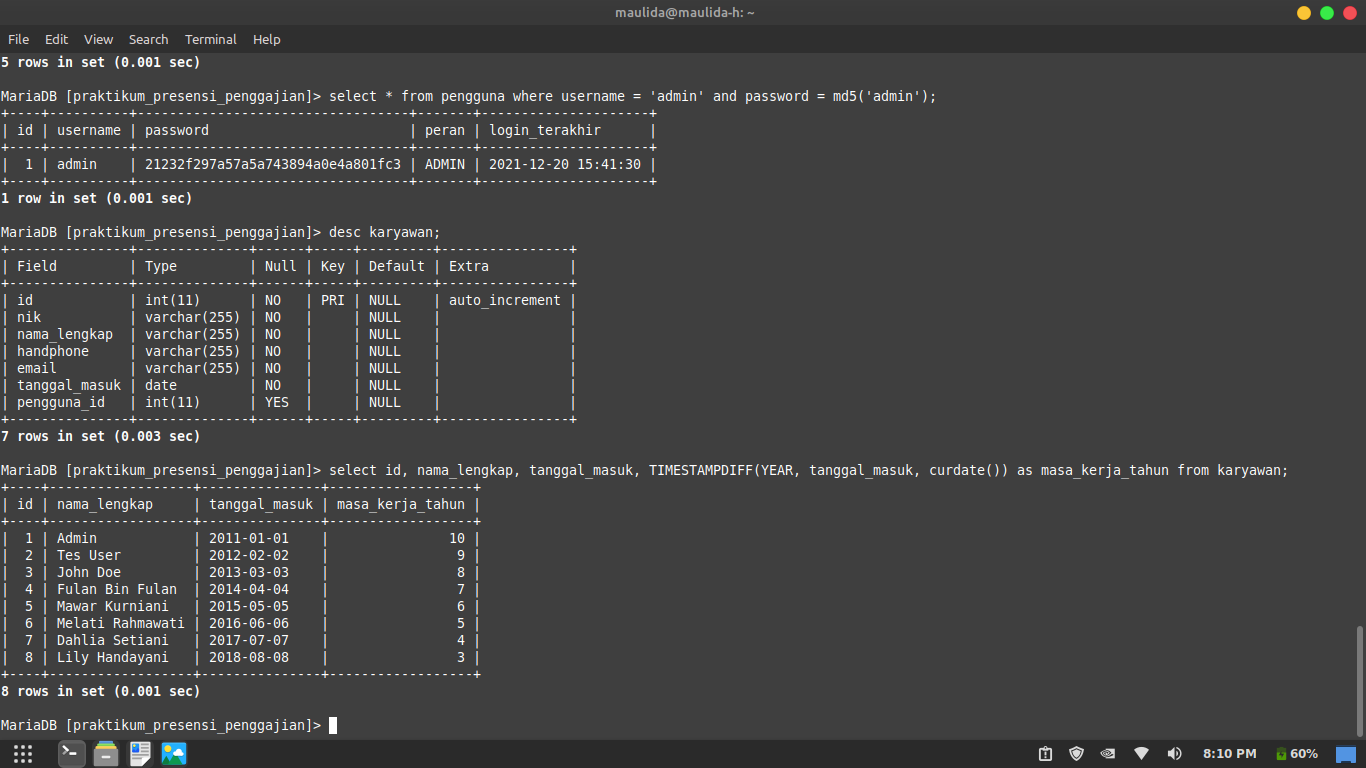 maulida@maulida-h: ~
File Edit View Search Terminal Help
5 rows in set (0.001 sec)
MariaDB [praktikum_presensi_penggajian]> select * from pengguna where username = 'admin' and password = md5('admin');
+----+----------+----------------------------------+-------+---------------------+
| id | username | password                         | peran | login_terakhir      |
+----+----------+----------------------------------+-------+---------------------+
|  1 | admin    | 21232f297a57a5a743894a0e4a801fc3 | ADMIN | 2021-12-20 15:41:30 |
+----+----------+----------------------------------+-------+---------------------+
1 row in set (0.001 sec)
MariaDB [praktikum_presensi_penggajian]> desc karyawan;
+---------------+--------------+------+-----+---------+----------------+
| Field         | Type         | Null | Key | Default | Extra          |
+---------------+--------------+------+-----+---------+----------------+
| id            | int(11)      | NO   | PRI | NULL    | auto_increment |
| nik           | varchar(255) | NO   |     | NULL    |                |
| nama_lengkap  | varchar(255) | NO   |     | NULL    |                |
| handphone     | varchar(255) | NO   |     | NULL    |                |
| email         | varchar(255) | NO   |     | NULL    |                |
| tanggal_masuk | date         | NO   |     | NULL    |                |
| pengguna_id   | int(11)      | YES  |     | NULL    |                |
+---------------+--------------+------+-----+---------+----------------+
7 rows in set (0.003 sec)
MariaDB [praktikum_presensi_penggajian]> select id, nama_lengkap, tanggal_masuk, TIMESTAMPDIFF(YEAR, tanggal_masuk, curdate()) as masa_kerja_tahun from karyawan;
+----+------------------+---------------+------------------+
| id | nama_lengkap     | tanggal_masuk | masa_kerja_tahun |
+----+------------------+---------------+------------------+
|  1 | Admin            | 2011-01-01    |               10 |
|  2 | Tes User         | 2012-02-02    |                9 |
|  3 | John Doe         | 2013-03-03    |                8 |
|  4 | Fulan Bin Fulan  | 2014-04-04    |                7 |
|  5 | Mawar Kurniani   | 2015-05-05    |                6 |
|  6 | Melati Rahmawati | 2016-06-06    |                5 |
|  7 | Dahlia Setiani   | 2017-07-07    |                4 |
|  8 | Lily Handayani   | 2018-08-08    |                3 |
+----+------------------+---------------+------------------+
8 rows in set (0.001 sec)
MariaDB [praktikum_presensi_penggajian]>
8:10 PM 60%